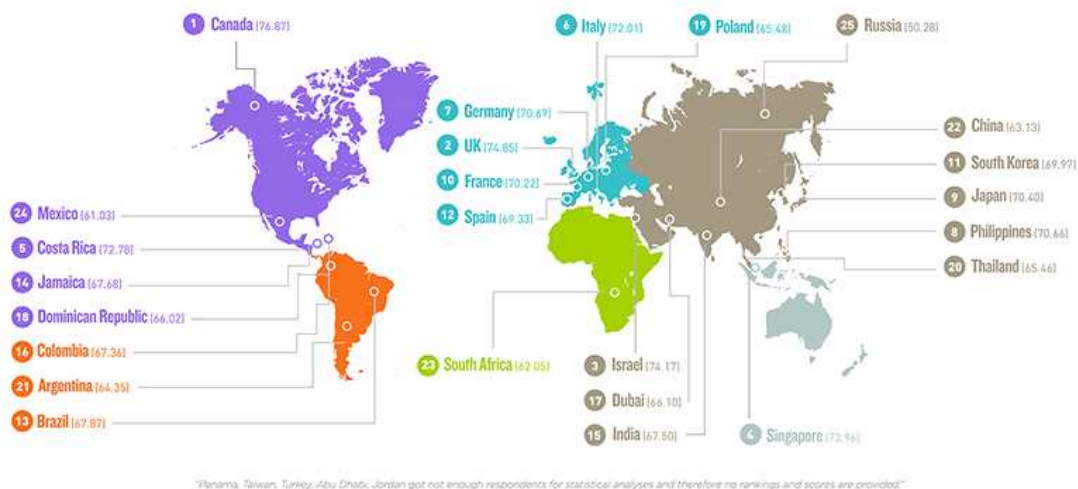 1 Canada (76.87)
6 Italy (72.01)
19 Poland (65.48)
25 Russia (50.28)
7 Germany (70.69)
2 UK (74.85)
10 France (70.22)
12 Spain (69.33)
22 China (63.13)
11 South Korea (69.97)
9 Japan (70.40)
8 Philippines (70.66)
20 Thailand (65.46)
24 Mexico (61.03)
5 Costa Rica (72.78)
14 Jamaica (67.68)
18 Dominican Republic (66.02)
16 Colombia (67.36)
21 Argentina (64.35)
13 Brazil (67.87)
23 South Africa (62.05)
3 Israel (74.17)
17 Dubai (66.10)
15 India (67.50)
4 Singapore (73.96)
"Panama, Taiwan, Turkey, Abu Dhabi, Jordan got not enough respondents for statistical analyses and therefore no rankings and scores are provided."